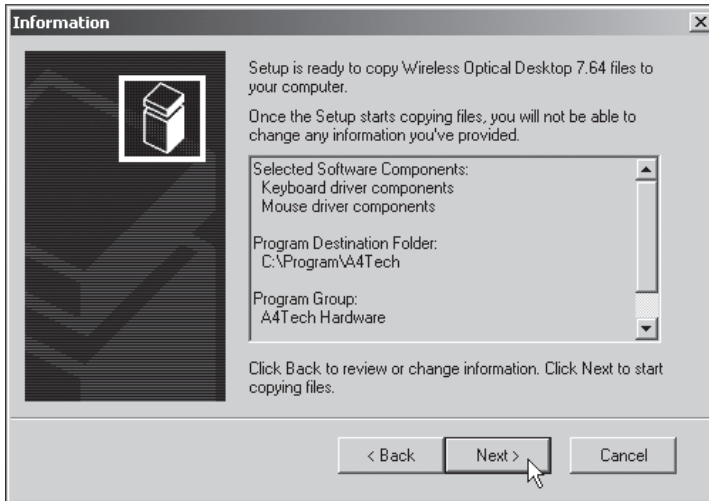 Information
Setup is ready to copy Wireless Optical Desktop 7.64 files to
your computer.
Once the Setup starts copying files, you will not be able to
change any information you've provided.
Selected Software Components:
Keyboard driver components
Mouse driver components
Program Destination Folder:
C:\Program\A4Tech
Program Group:
A4Tech Hardware
Click Back to review or change information. Click Next to start
copying files.
< Back Next > Cancel